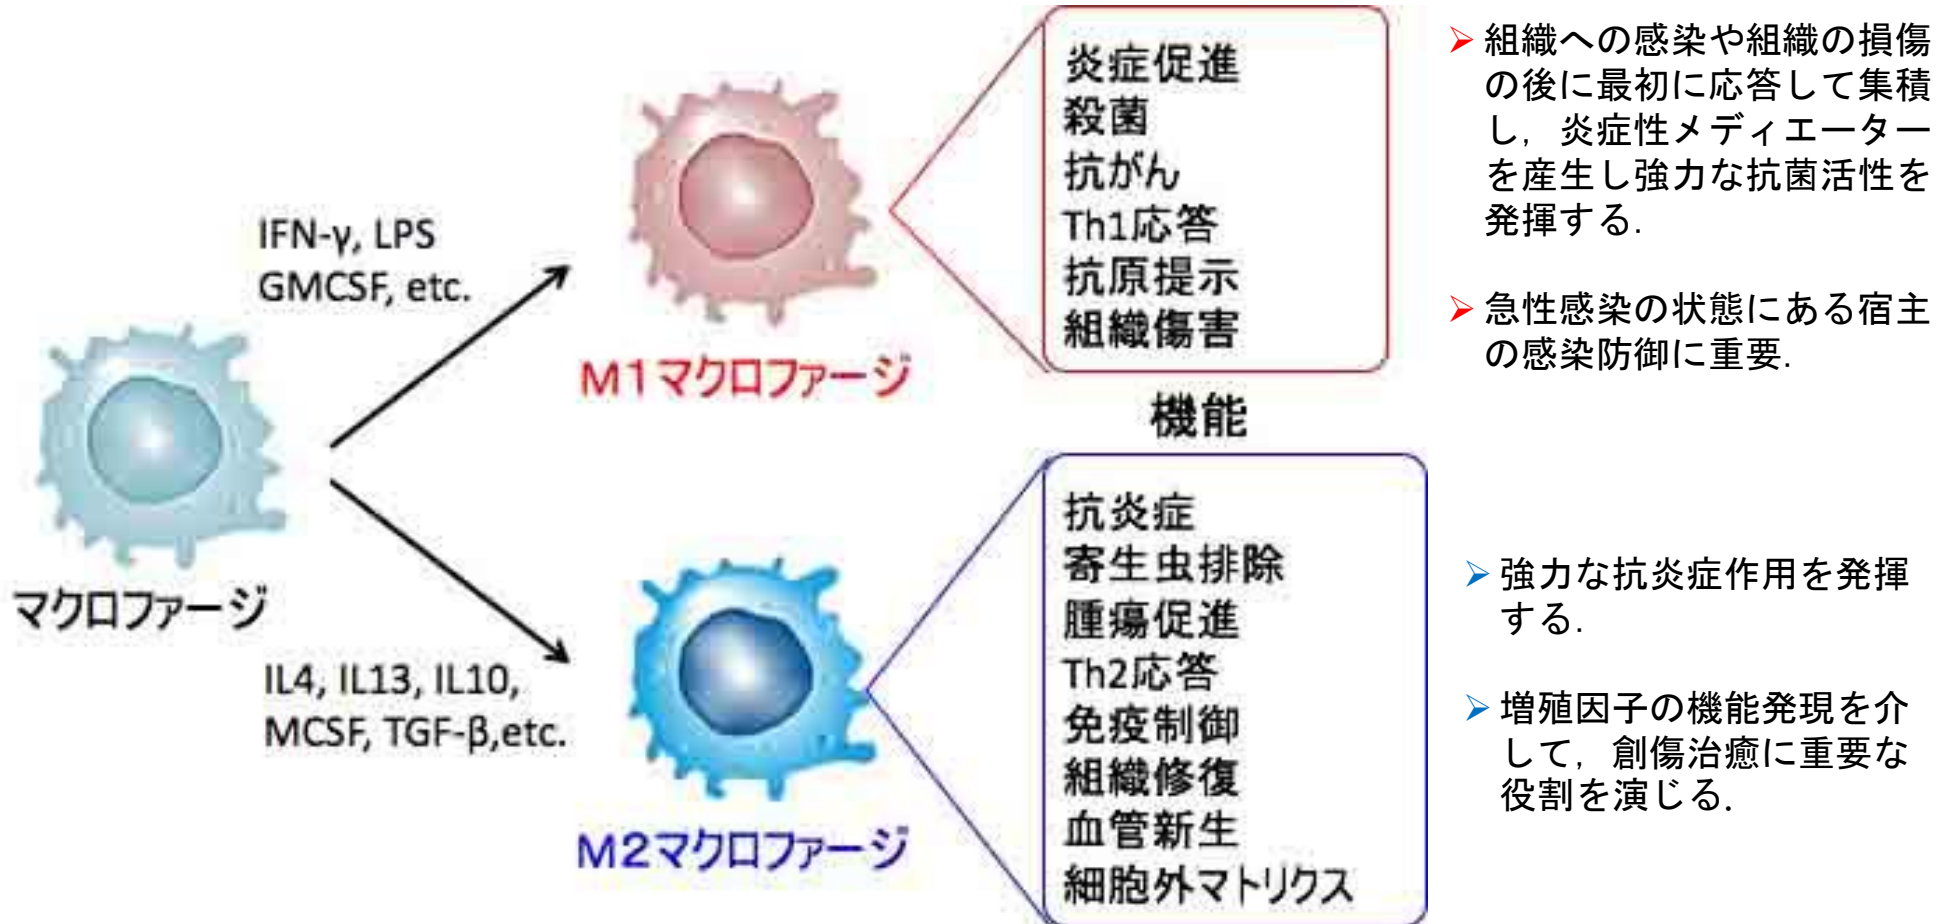 IFN-γ, LPS
GMCSF, etc.
マクロファージ
IL4, IL13, IL10,
MCSF, TGF-β,etc.
M1マクロファージ
M2マクロファージ
炎症促進
殺菌
抗がん
Th1応答
抗原提示
組織傷害
機能
抗炎症
寄生虫排除
腫瘍促進
Th2応答
免疫制御
組織修復
血管新生
細胞外マトリクス
➢ 組織への感染や組織の損傷
の後に最初に応答して集積
し，炎症性メディエーター
を産生し強力な抗菌活性を
発揮する.
➢ 急性感染の状態にある宿主
の感染防御に重要.
➢ 強力な抗炎症作用を発揮
する.
➢ 増殖因子の機能発現を介
して，創傷治癒に重要な
役割を演じる.